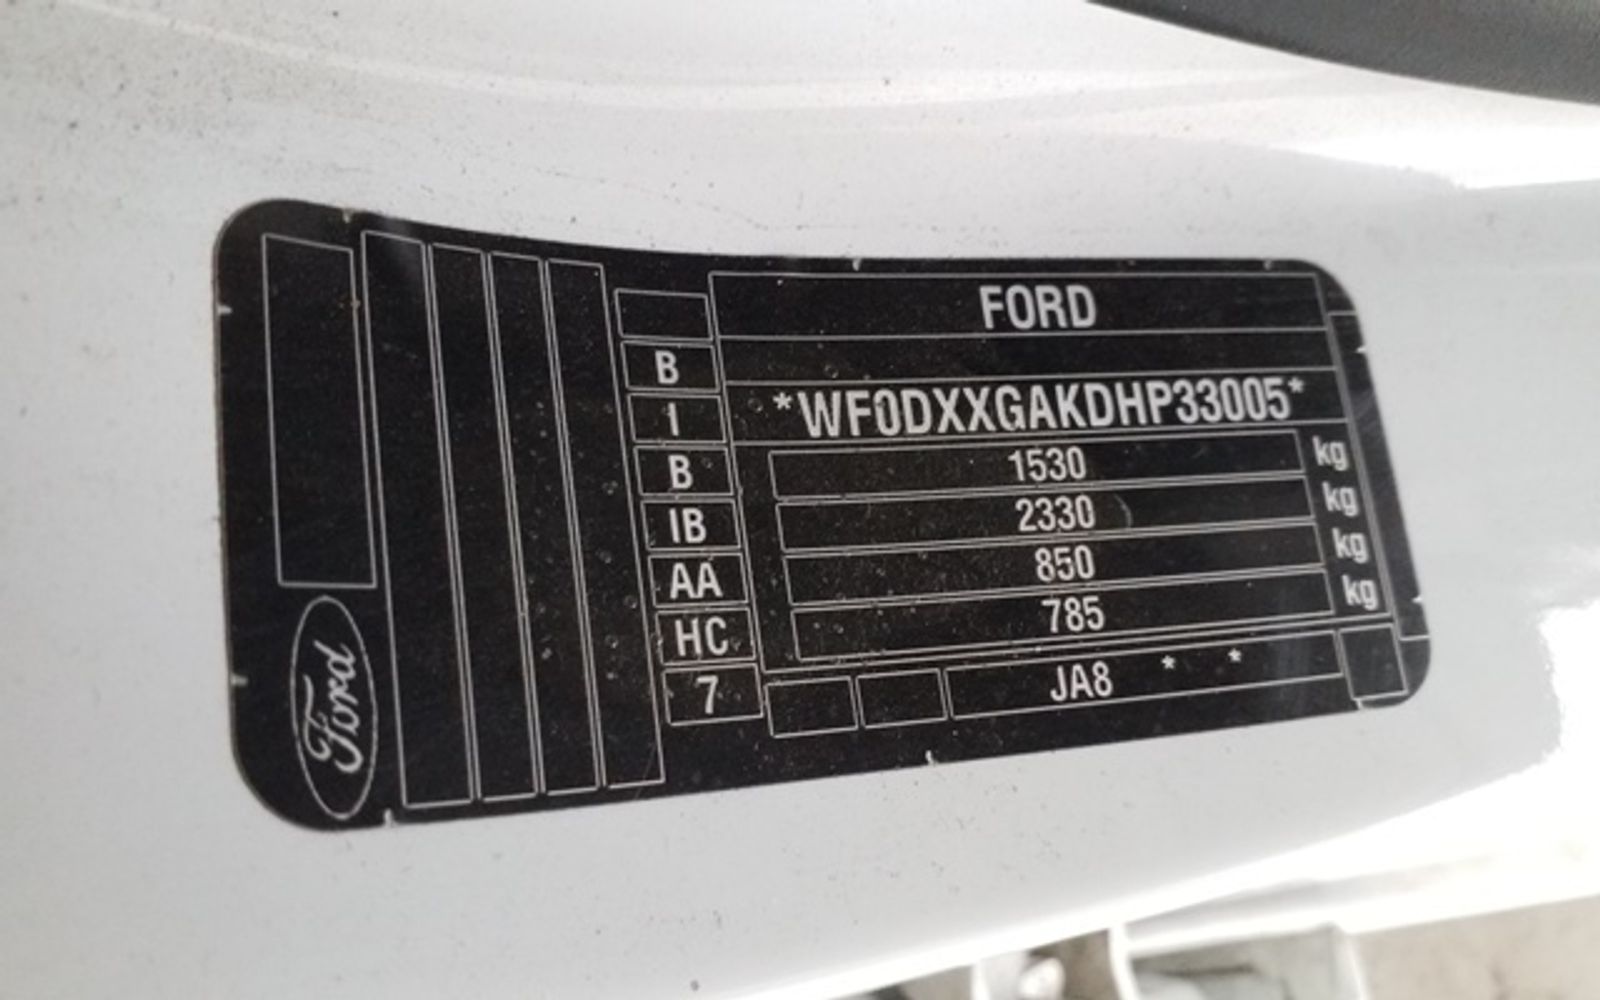 FORD
B
I
*WF0DXXGAKDHP33005*
B
1530 kg
IB
2330 kg
AA
850 kg
HC
785 kg
7
JA8 * *
Ford